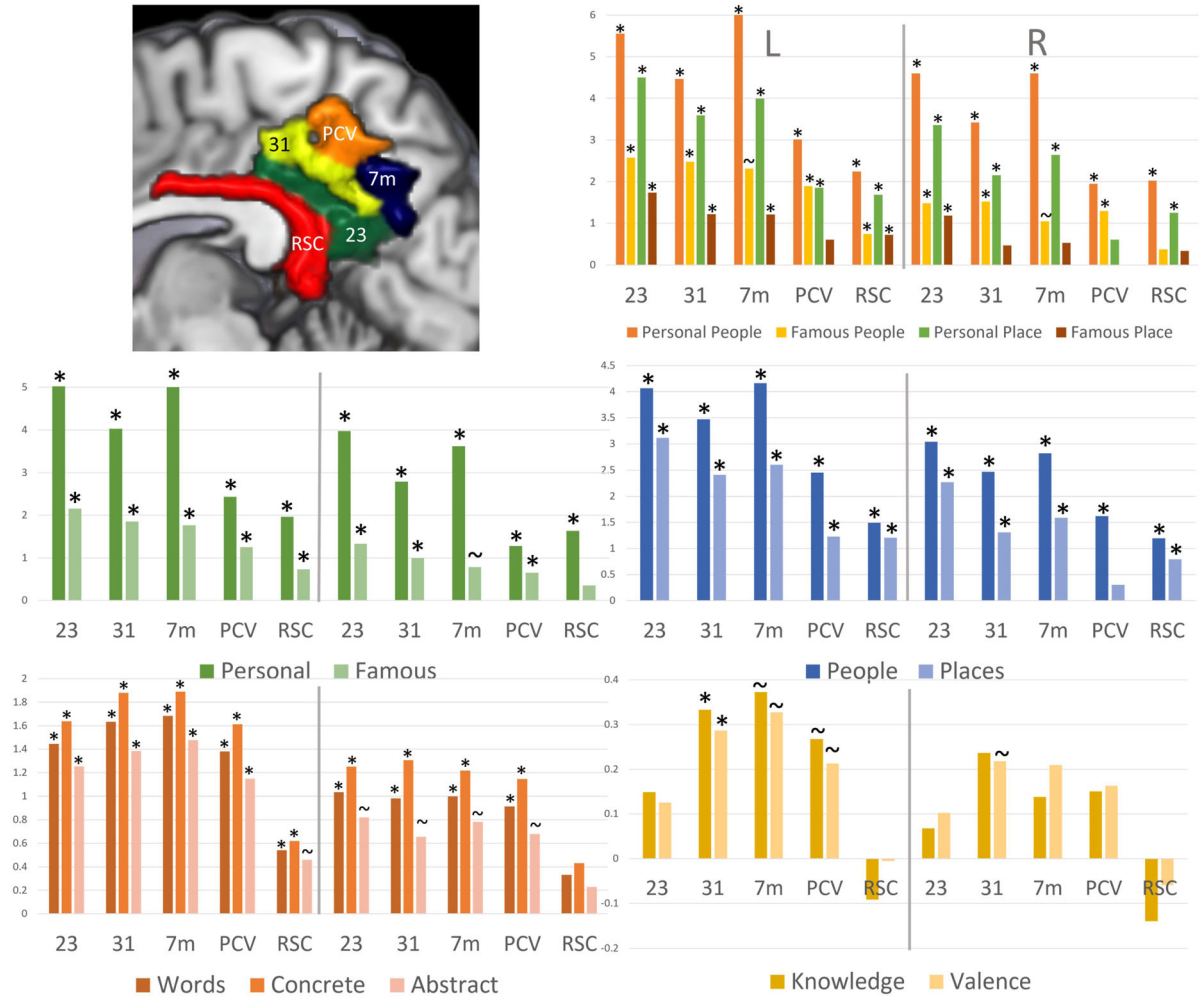 PCV
31
7m
23
RSC
L R
6
5
4
3
2
1
0
* * * * * * * * ~ * * * * * * * * * * * * * * * * ~ * * * * *
23 31 7m PCV RSC 23 31 7m PCV RSC
Personal People Famous People Personal Place Famous Place
5
4
3
2
1
0
* * * * * * * * * * * * * * * ~ * * *
23 31 7m PCV RSC 23 31 7m PCV RSC
Personal Famous
4.5
4
3.5
3
2.5
2
1.5
1
0.5
0
* * * * * * * * * * * * * * * * * * *
23 31 7m PCV RSC 23 31 7m PCV RSC
People Places
2
1.8
1.6
1.4
1.2
1
0.8
0.6
0.4
0.2
0
* * * * * * * * * * * * * * ~ * * ~ * * ~ * * ~ * * ~
23 31 7m PCV RSC 23 31 7m PCV RSC
Words Concrete Abstract
0.4
0.3
0.2
0.1
0
-0.1
-0.2
* * ~ ~ ~ ~ ~
23 31 7m PCV RSC 23 31 7m PCV RSC
Knowledge Valence